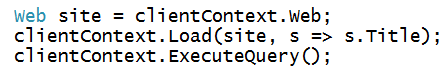 Web site = clientContext.Web;
clientContext.Load(site, s => s.Title);
clientContext.ExecuteQuery();